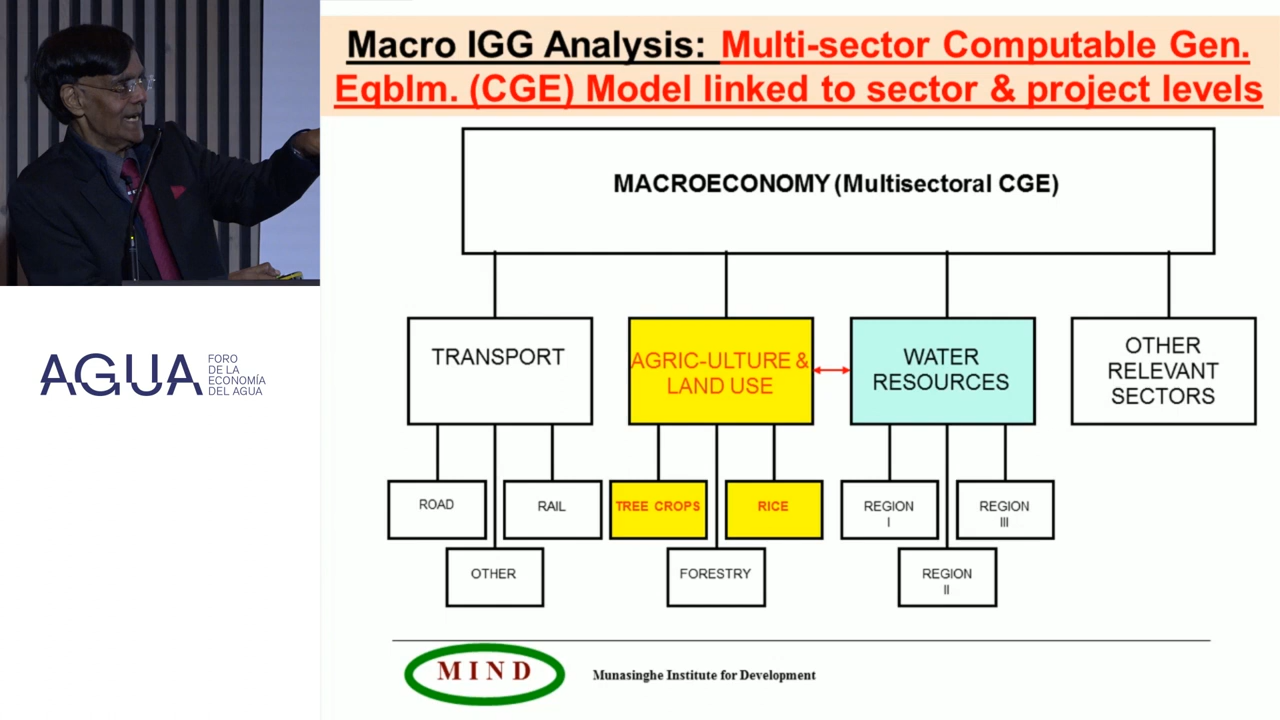 Macro IGG Analysis: Multi-sector Computable Gen.
Eqblm. (CGE) Model linked to sector & project levels
MACROECONOMY (Multisectoral CGE)
TRANSPORT
AGRIC-ULTURE &
LAND USE
WATER
RESOURCES
OTHER
RELEVANT
SECTORS
ROAD
RAIL
OTHER
TREE CROPS
RICE
FORESTRY
REGION
I
REGION
III
REGION
II
AGUA
FORO
DE LA
ECONOMÍA
DEL AGUA
MIND
Munasinghe Institute for Development